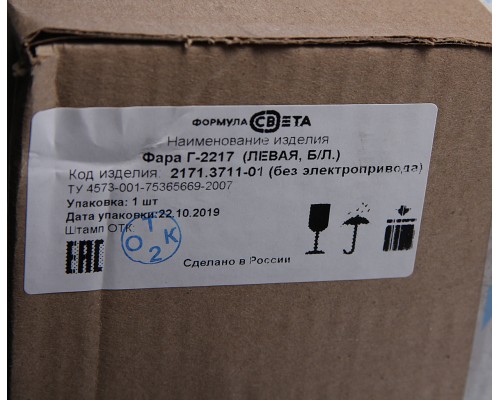 ФОРМУЛА СВЕТА
Наименование изделия
Фара Г-2217 (ЛЕВАЯ, Б/Л.)
Код изделия: 2171.3711-01 (без электропривода)
ТУ 4573-001-75365669-2007
Упаковка: 1 шт
Дата упаковки:22.10.2019
Штамп ОТК.
ОТК 2
ЕАС
Сделано в России